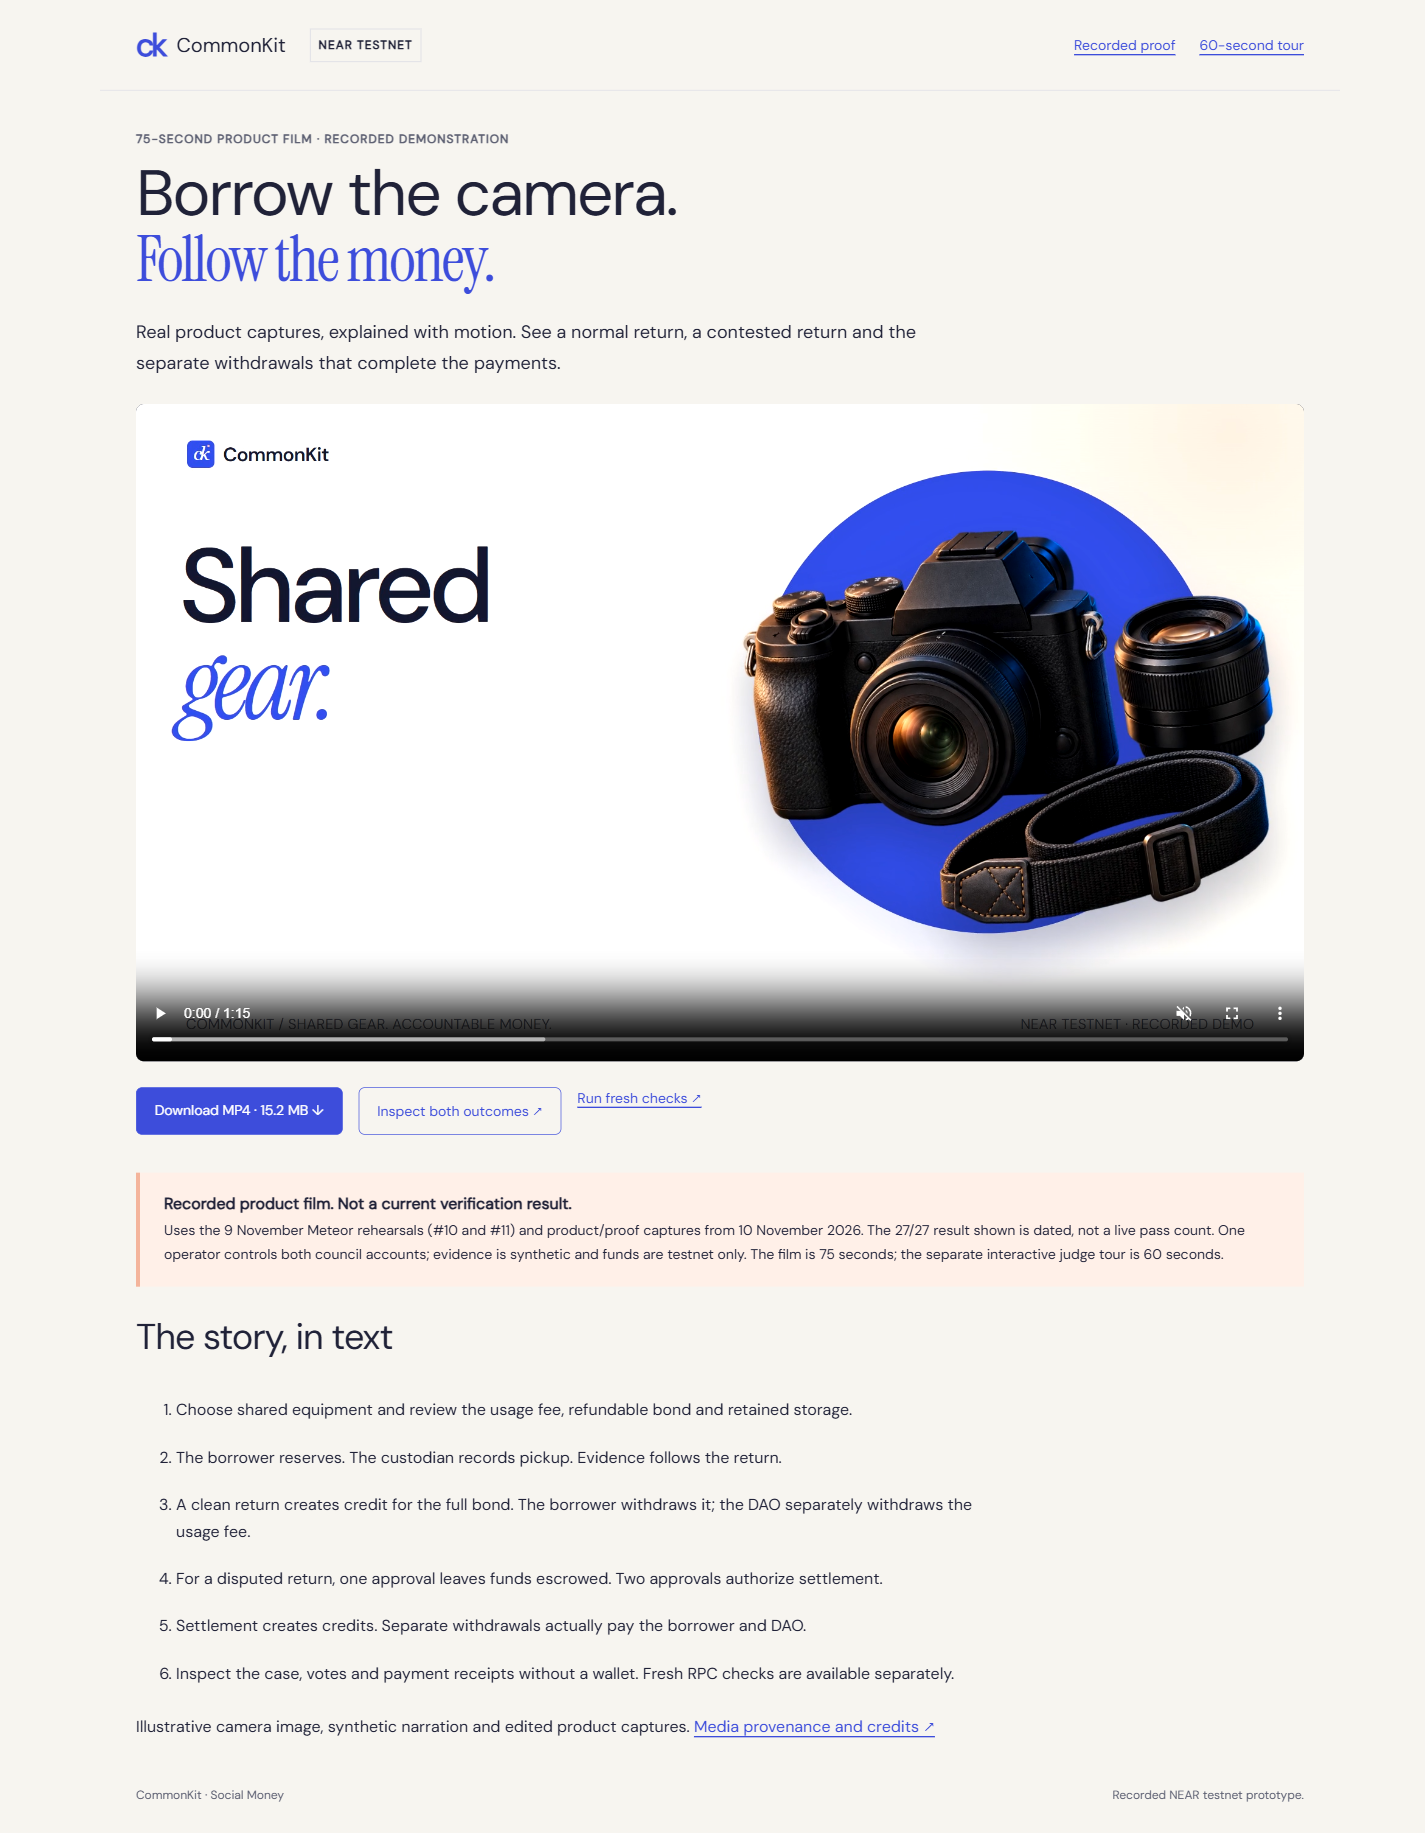 ck CommonKit NEAR TESTNET Recorded proof 60-second tour
75-SECOND PRODUCT FILM · RECORDED DEMONSTRATION
Borrow the camera.
Follow the money.
Real product captures, explained with motion. See a normal return, a contested return and the
separate withdrawals that complete the payments.
ck CommonKit
Shared
gear.
0:00 / 1:15
COMMONKIT / SHARED GEAR. ACCOUNTABLE MONEY. NEAR TESTNET · RECORDED DEMO
Download MP4 · 15.2 MB ↓ Inspect both outcomes ↗ Run fresh checks ↗
Recorded product film. Not a current verification result.
Uses the 9 November Meteor rehearsals (#10 and #11) and product/proof captures from 10 November 2026. The 27/27 result shown is dated, not a live pass count. One
operator controls both council accounts; evidence is synthetic and funds are testnet only. The film is 75 seconds; the separate interactive judge tour is 60 seconds.
The story, in text
1. Choose shared equipment and review the usage fee, refundable bond and retained storage.
2. The borrower reserves. The custodian records pickup. Evidence follows the return.
3. A clean return creates credit for the full bond. The borrower withdraws it; the DAO separately withdraws the
usage fee.
4. For a disputed return, one approval leaves funds escrowed. Two approvals authorize settlement.
5. Settlement creates credits. Separate withdrawals actually pay the borrower and DAO.
6. Inspect the case, votes and payment receipts without a wallet. Fresh RPC checks are available separately.
Illustrative camera image, synthetic narration and edited product captures. Media provenance and credits ↗
CommonKit · Social Money Recorded NEAR testnet prototype.